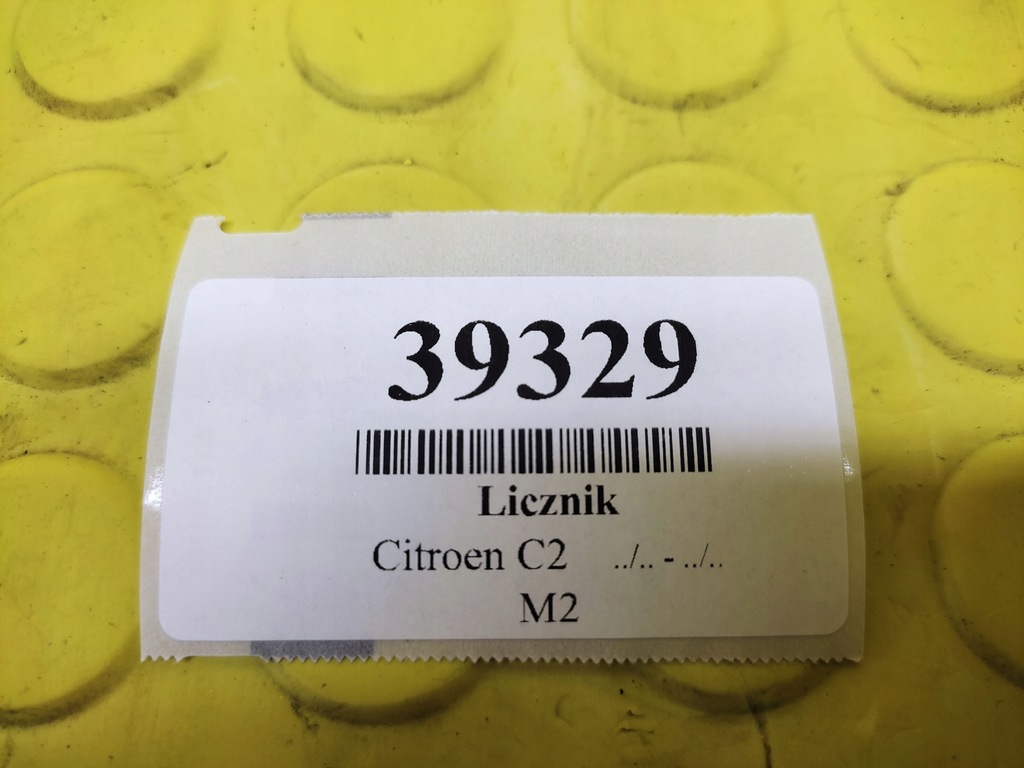 39329
Licznik
Citroen C2 ../.. - ../..
M2